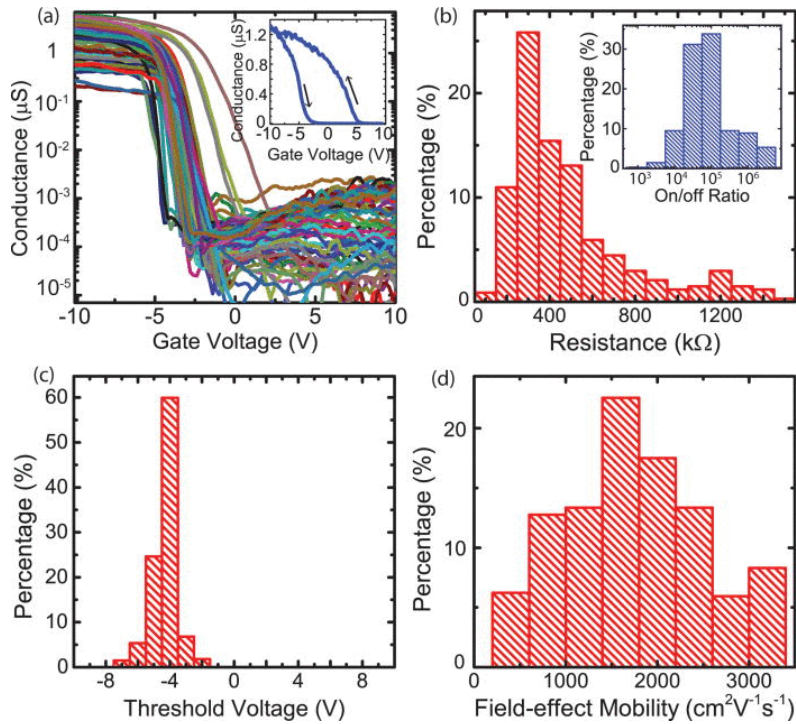 (a)
Conductance (μS)
1
10⁻¹
10⁻²
10⁻³
10⁻⁴
10⁻⁵
-10 -5 0 5 10
Gate Voltage (V)
Conductance (μS)
1.2
0.8
0.4
0
-10 -5 0 5 10
Gate Voltage (V)
(b)
Percentage (%)
20
10
0
400 800 1200
Resistance (kΩ)
Percentage (%)
30
20
10
0
10³ 10⁴ 10⁵ 10⁶
On/off Ratio
(c)
Percentage (%)
60
50
40
30
20
10
0
-8 -4 0 4 8
Threshold Voltage (V)
(d)
Percentage (%)
20
10
0
0 1000 2000 3000
Field-effect Mobility (cm²V⁻¹s⁻¹)